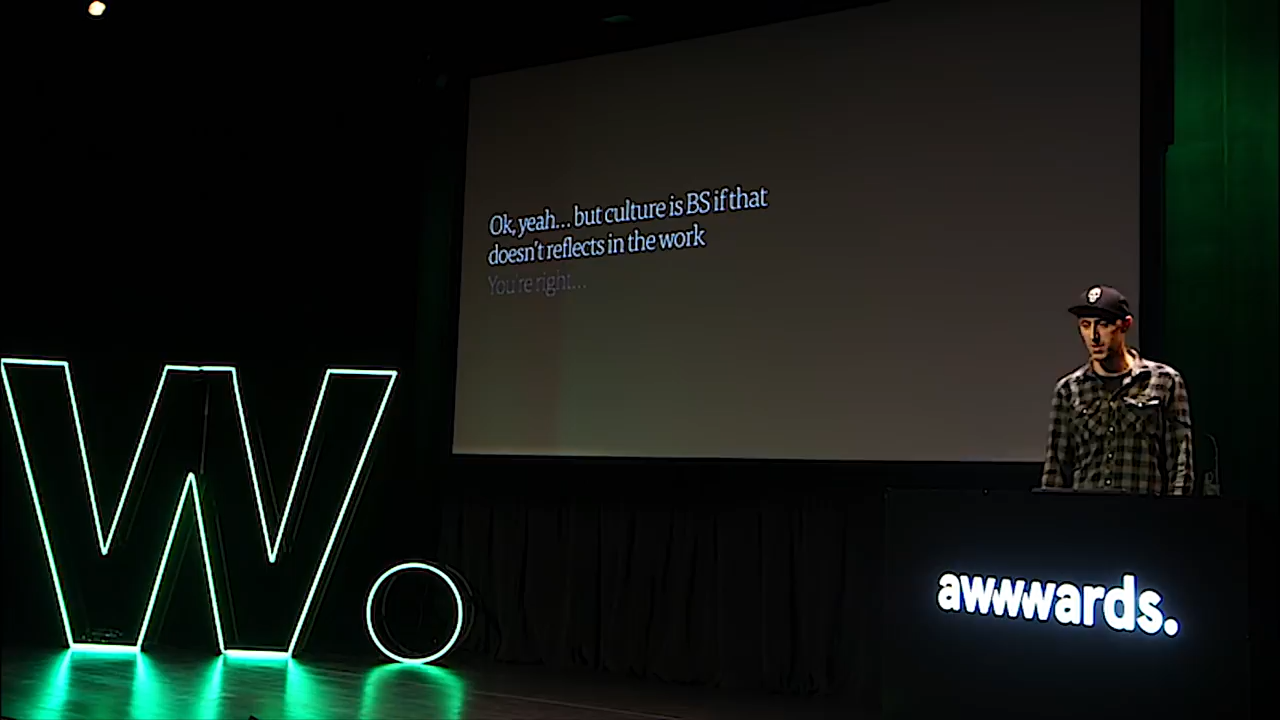 Ok, yeah... but culture is BS if that
doesn't reflects in the work
You're right...
W.
awwwards.